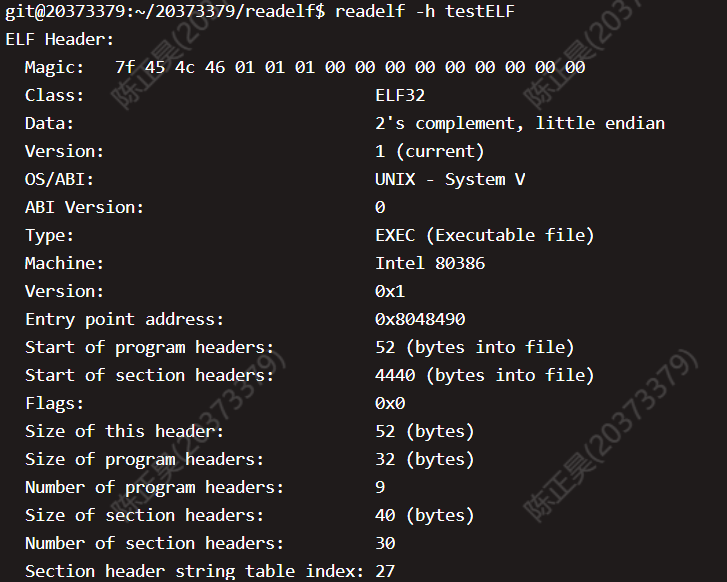 git@20373379:~/20373379/readelf$ readelf -h testELF
ELF Header:
  Magic:   7f 45 4c 46 01 01 01 00 00 00 00 00 00 00 00 00
  Class:                             ELF32
  Data:                              2's complement, little endian
  Version:                           1 (current)
  OS/ABI:                            UNIX - System V
  ABI Version:                       0
  Type:                              EXEC (Executable file)
  Machine:                           Intel 80386
  Version:                           0x1
  Entry point address:               0x8048490
  Start of program headers:          52 (bytes into file)
  Start of section headers:          4440 (bytes into file)
  Flags:                             0x0
  Size of this header:               52 (bytes)
  Size of program headers:           32 (bytes)
  Number of program headers:         9
  Size of section headers:           40 (bytes)
  Number of section headers:         30
  Section header string table index: 27
陈正昊(20373379)
陈正昊(20373379)
陈正昊(20373379)
陈正昊(20373379)